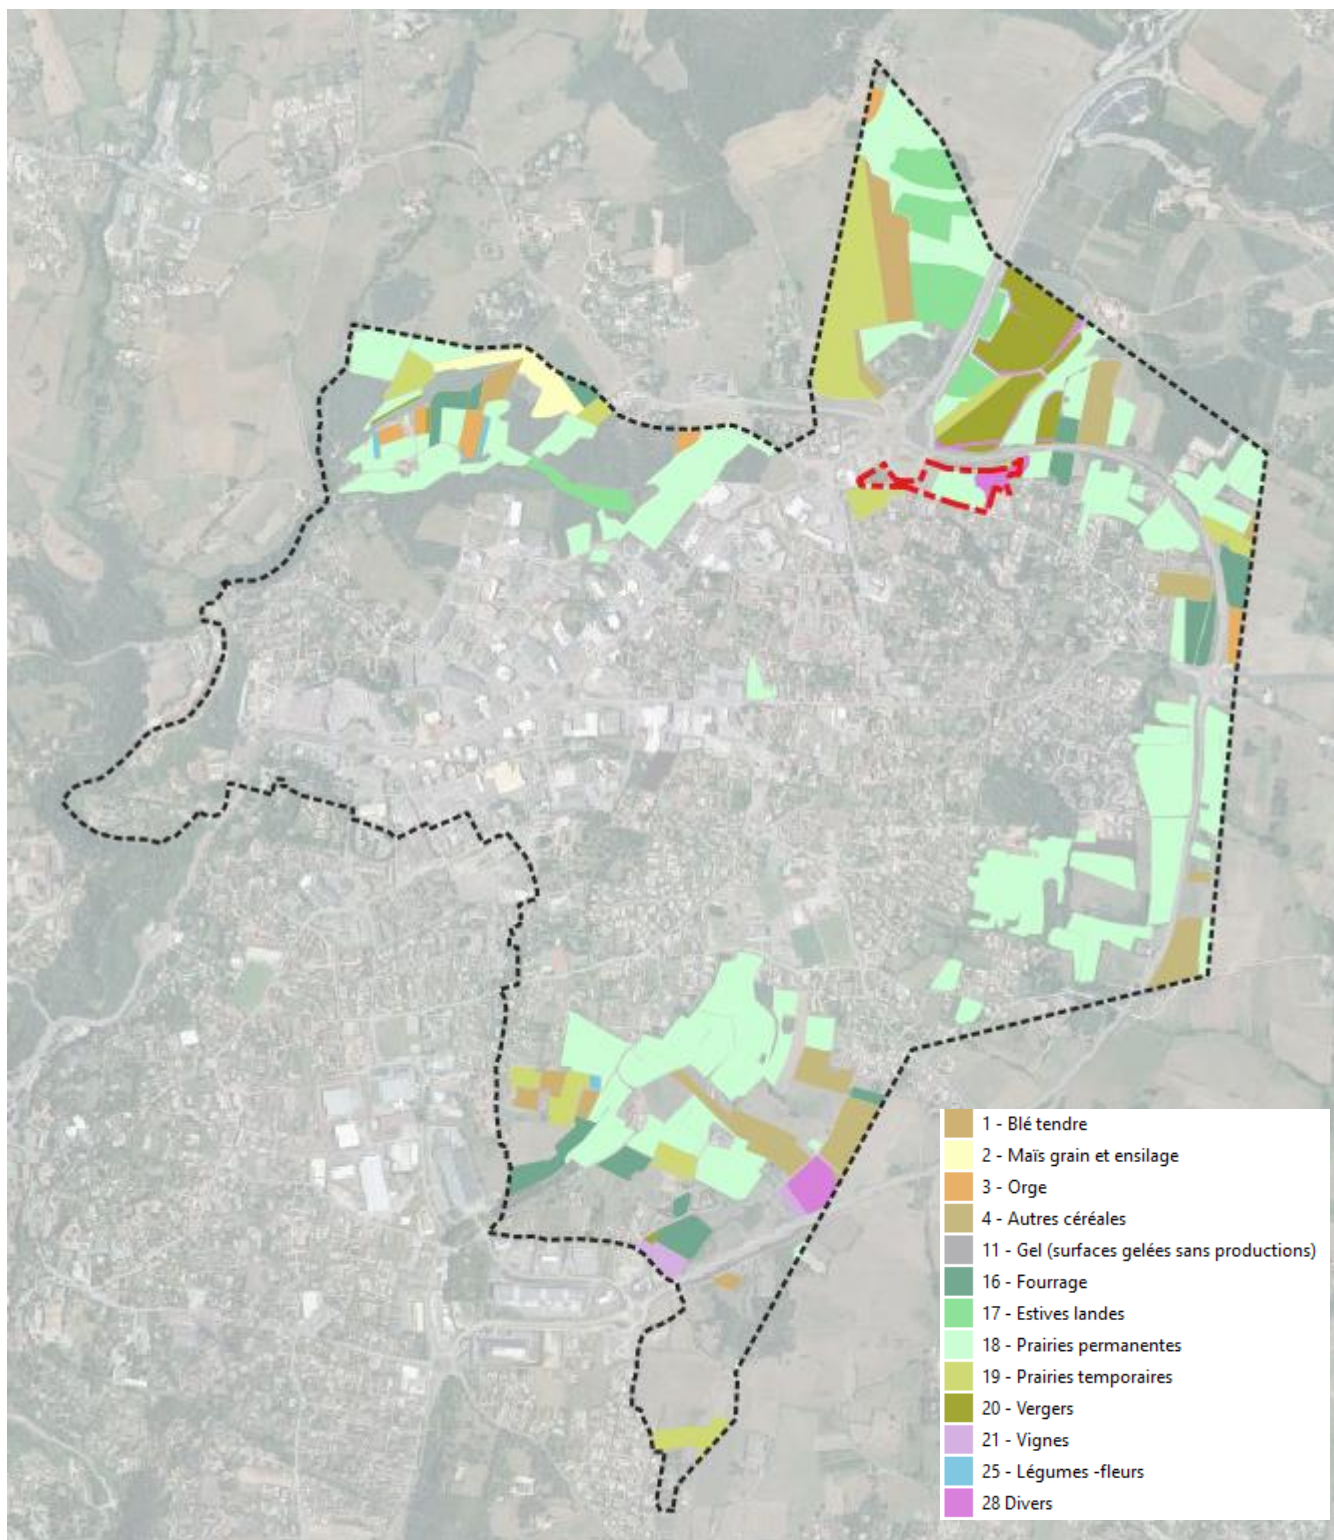 1 - Blé tendre
2 - Maïs grain et ensilage
3 - Orge
4 - Autres céréales
11 - Gel (surfaces gelées sans productions)
16 - Fourrage
17 - Estives landes
18 - Prairies permanentes
19 - Prairies temporaires
20 - Vergers
21 - Vignes
25 - Légumes -fleurs
28 Divers